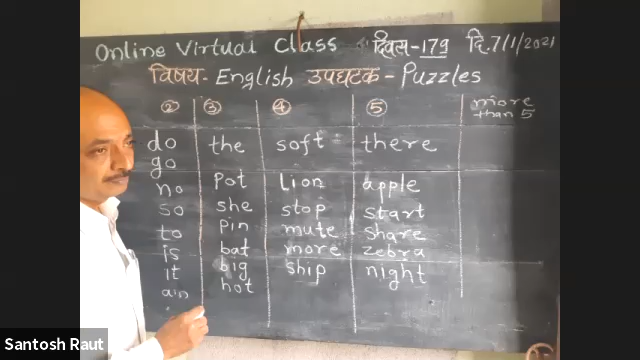 Online Virtual Class दिवस-179 दि.7/1/2021
विषय- English उपघटक - Puzzles
② ③ ④ ⑤ more than 5
do the soft there
go
no pot lion apple
so she stop start
to pin mute share
is bat more zebra
it big ship night
hot
Santosh Raut